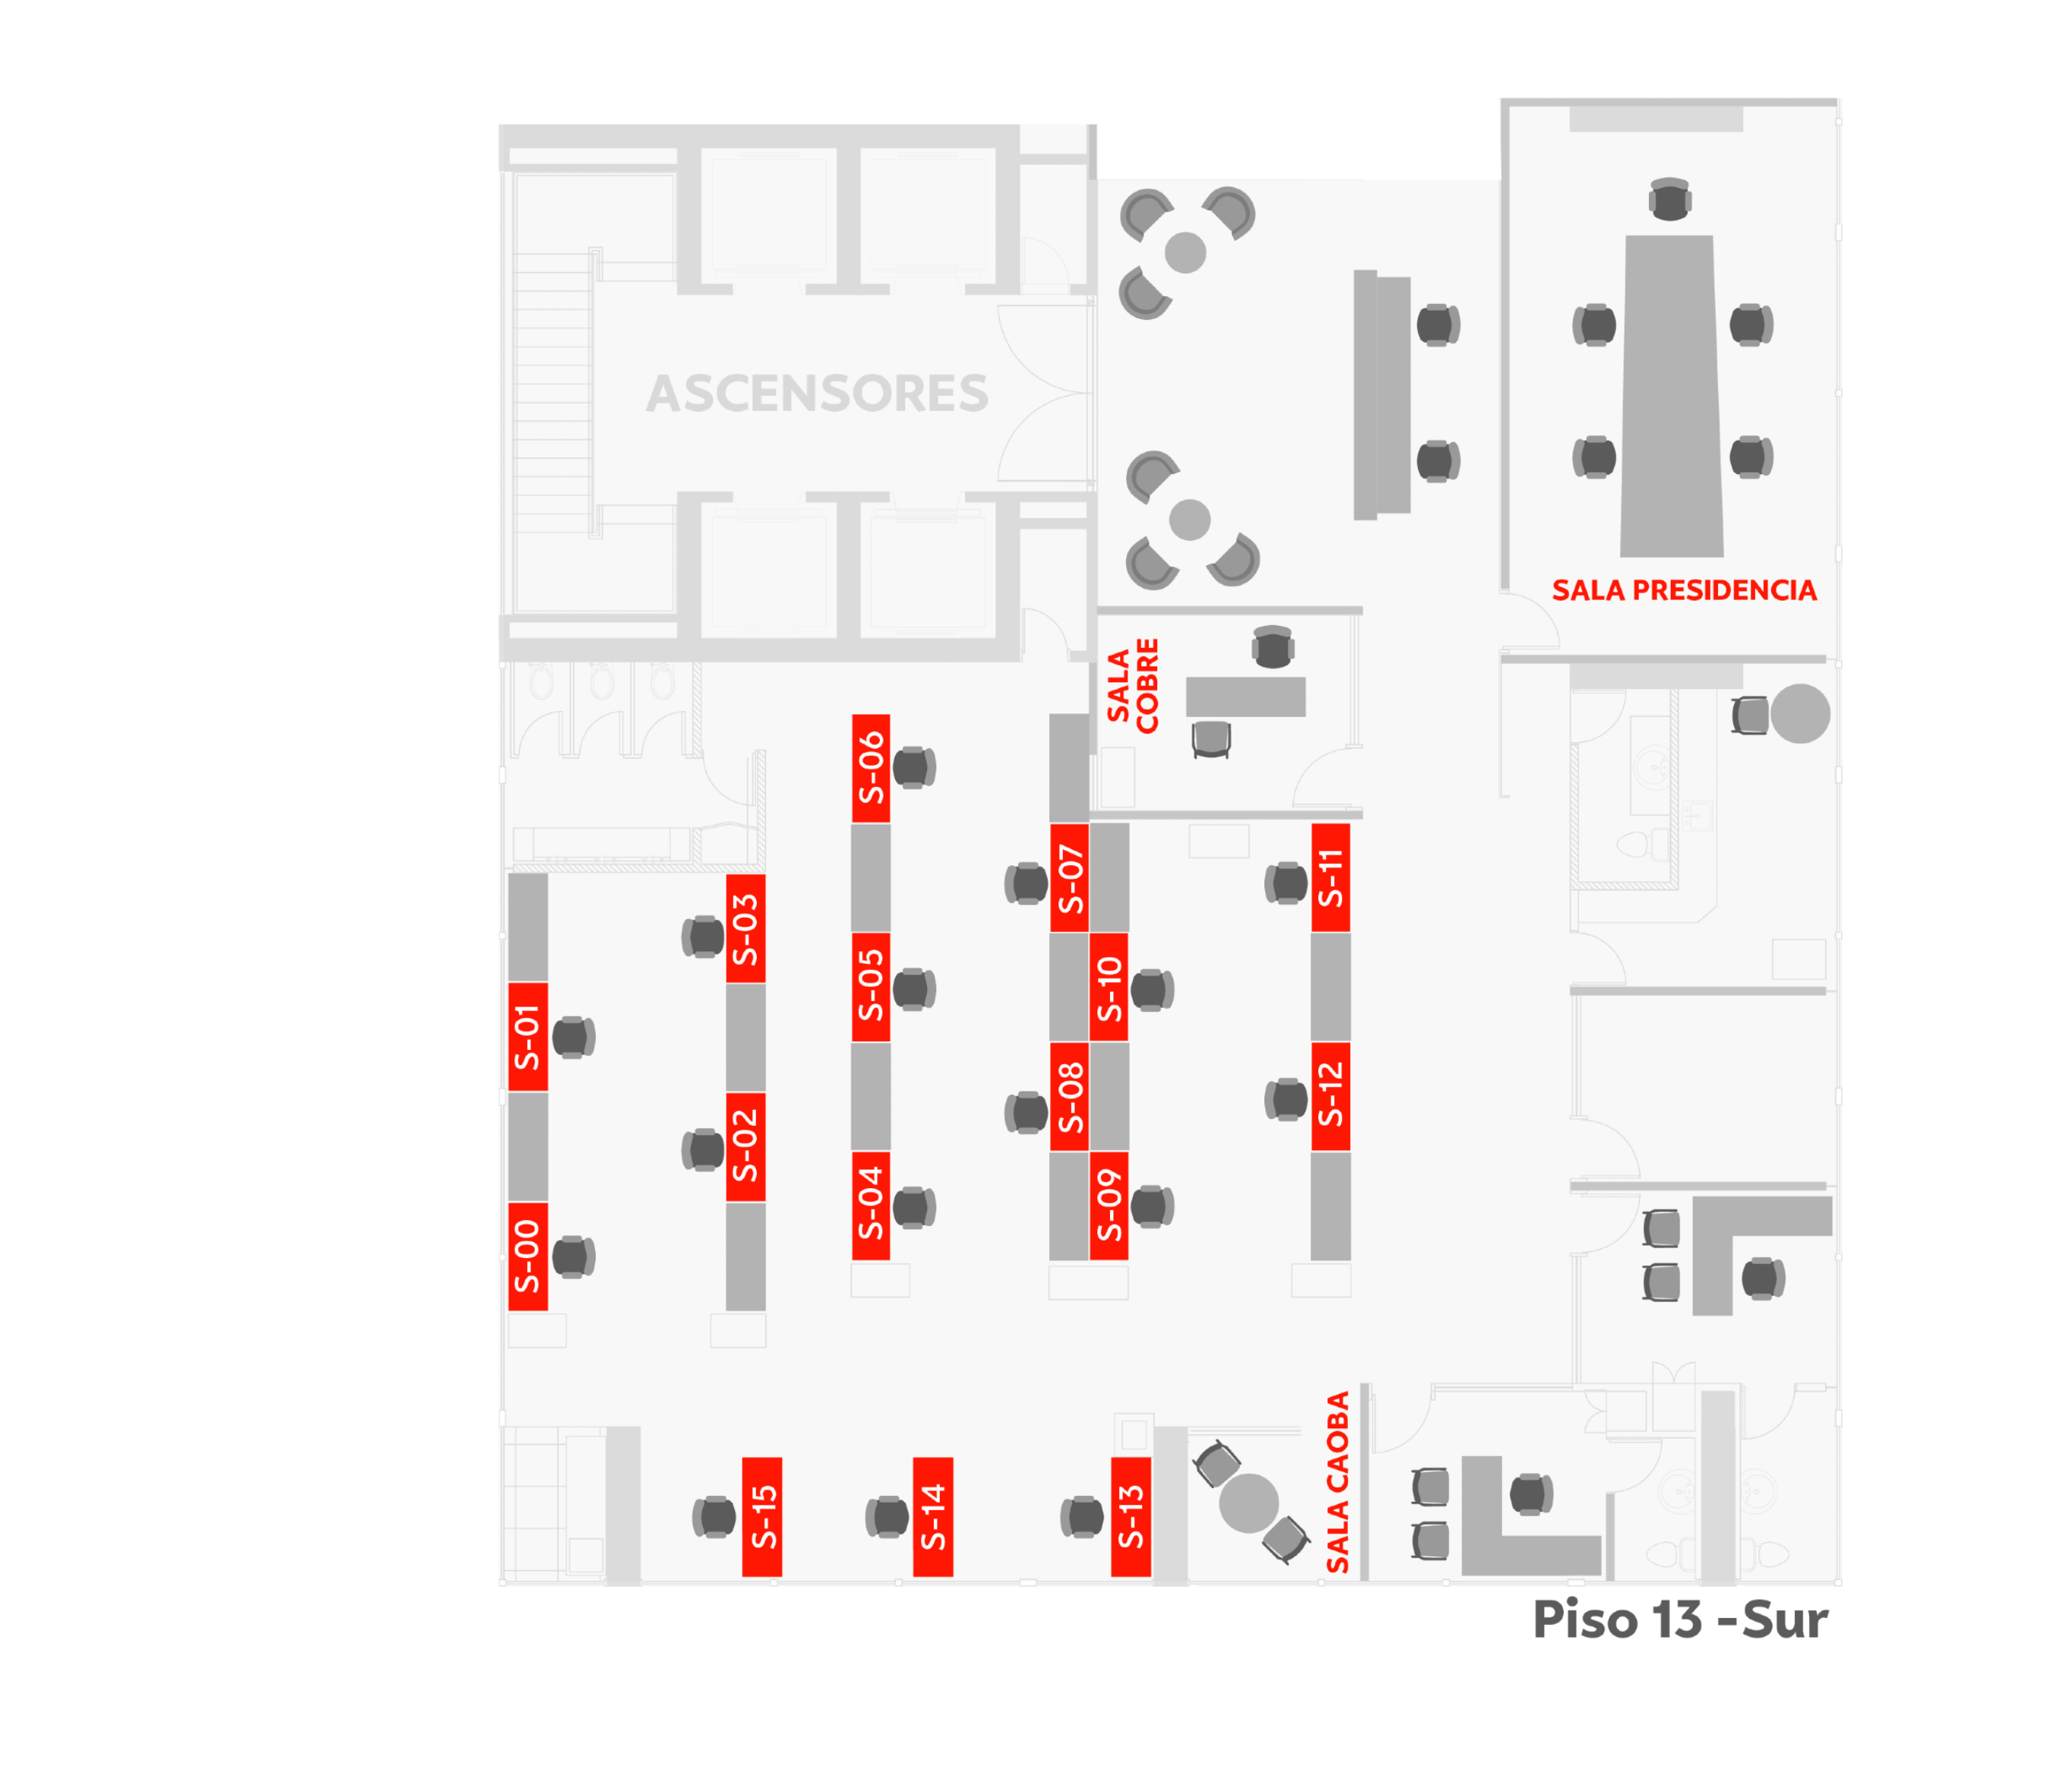 ASCENSORES
SALA PRESIDENCIA
SALA
COBRE
S-06
S-07
S-11
S-03
S-05
S-10
S-01
S-08
S-12
S-02
S-04
S-09
S-00
SALA CAOBA
S-15
S-14
S-13
Piso 13 -Sur